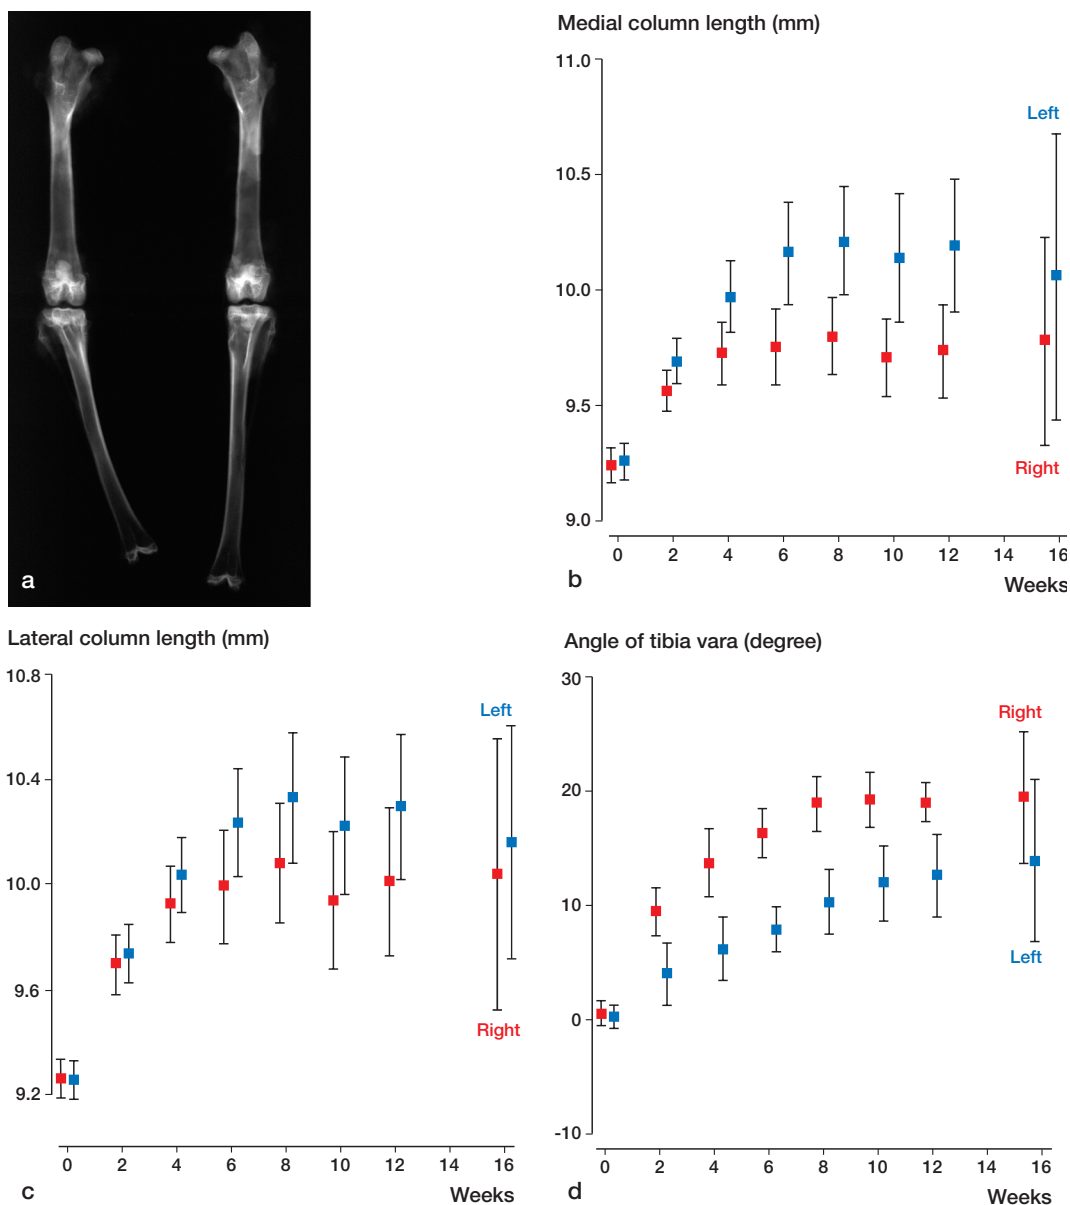 a
Medial column length (mm)
11.0
10.5
10.0
9.5
9.0
Left
Right
0 2 4 6 8 10 12 14 16
Weeks
b
Lateral column length (mm)
10.8
10.4
10.0
9.6
9.2
Left
Right
0 2 4 6 8 10 12 14 16
Weeks
c
Angle of tibia vara (degree)
30
20
10
0
-10
Right
Left
0 2 4 6 8 10 12 14 16
Weeks
d